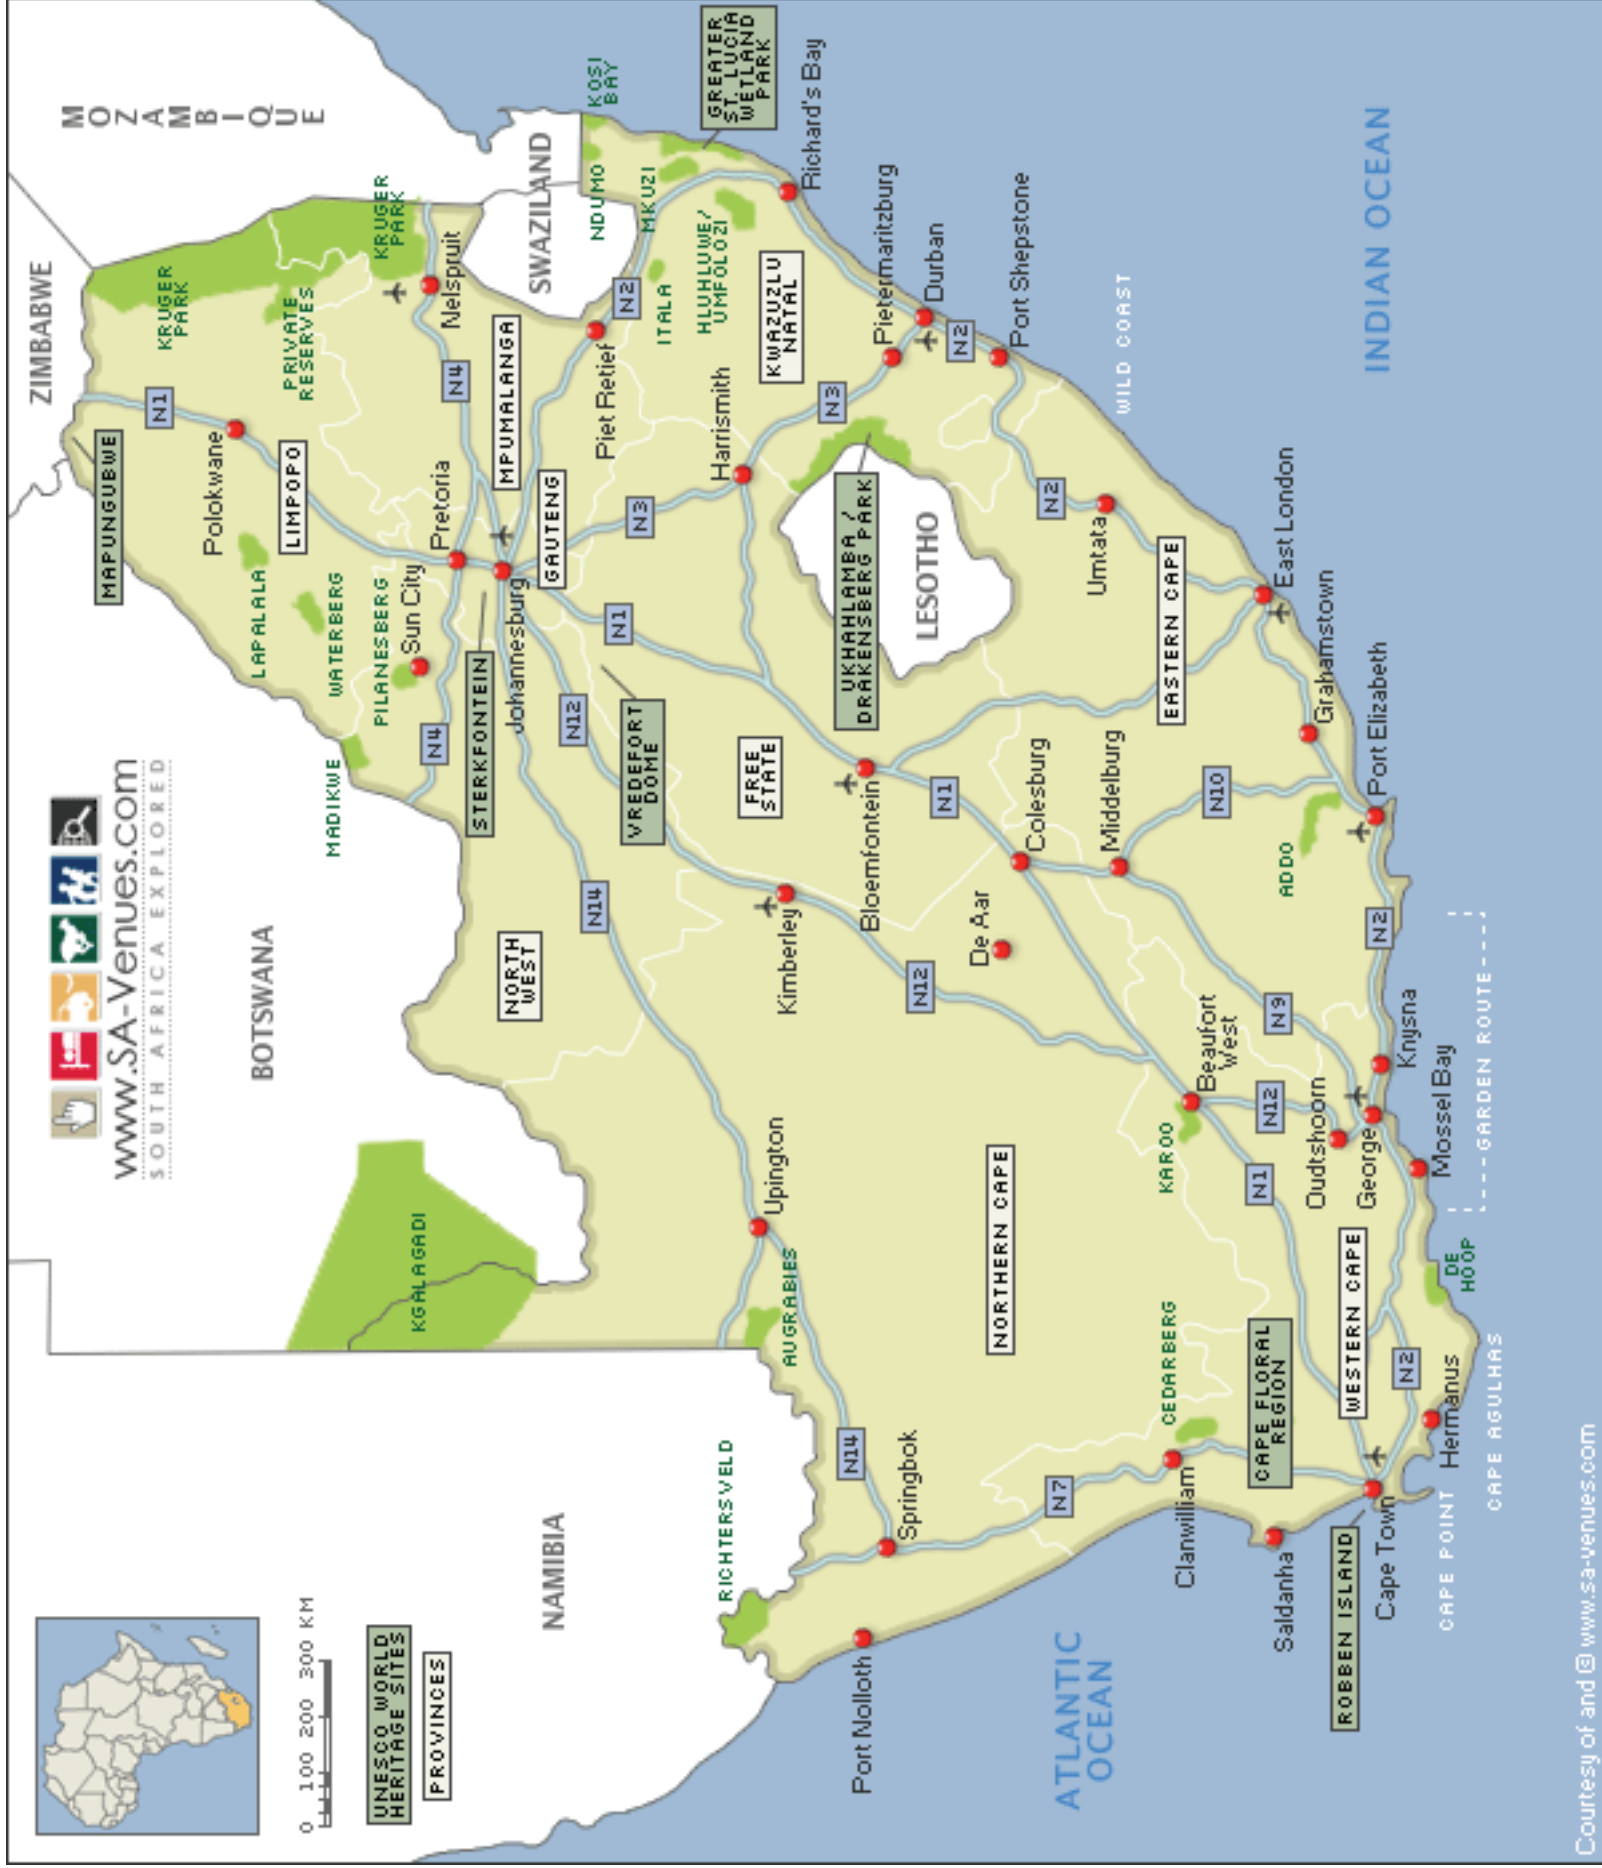 www.SA-Venues.com
SOUTH AFRICA EXPLORED
0 100 200 300 KM
UNESCO WORLD
HERITAGE SITES
PROVINCES
NAMIBIA
BOTSWANA
ZIMBABWE
MOZAMBIQUE
SWAZILAND
LESOTHO
ATLANTIC
OCEAN
INDIAN OCEAN
MAPUNGUBWE
KRUGER
PARK
N1
Polokwane
LIMPOPO
PRIVATE
RESERVES
KRUGER
PARK
LAPALALA
WATERBERG
PILANESBERG
MADIKWE
Sun City
Pretoria
N4
N4
Nelspruit
MPUMALANGA
GAUTENG
STERKFONTEIN
Johannesburg
KGALAGADI
NORTH
WEST
N14
N12
N1
N3
Piet Retief
N2
NDUMO
KOSI
BAY
MKUZI
ITALA
HLUHLUWE/
UMFOLOZI
GREATER
ST. LUCIA
WETLAND
PARK
Richard's Bay
VREDEFORT
DOME
FREE
STATE
Harrismith
KWAZUZLU
NATAL
N3
Pietermaritzburg
Durban
N2
Port Shepstone
WILD COAST
UKHAHLAMBA /
DRAKENSBERG PARK
Kimberley
Bloemfontein
Upington
AUGRABIES
RICHTERSVELD
N14
Springbok
Port Nolloth
N12
N1
De Aar
Colesburg
NORTHERN CAPE
Middelburg
N2
Umtata
EASTERN CAPE
N7
N10
N9
East London
Grahamstown
ADDO
Port Elizabeth
Beaufort
West
KAROO
CEDARBERG
Clanwilliam
CAPE FLORAL
REGION
N12
N1
Saldanha
Oudtshoorn
George
Knysna
N2
Mossel Bay
GARDEN ROUTE
WESTERN CAPE
DE
HOOP
N2
Hermanus
Cape Town
ROBBEN ISLAND
CAPE POINT
CAPE AGULHAS
Courtesy of and © www.sa-venues.com